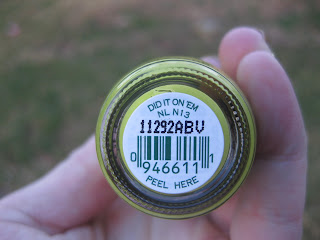 DID IT ON 'EM
NL N13
11292ABV
0 946611 1
PEEL HERE